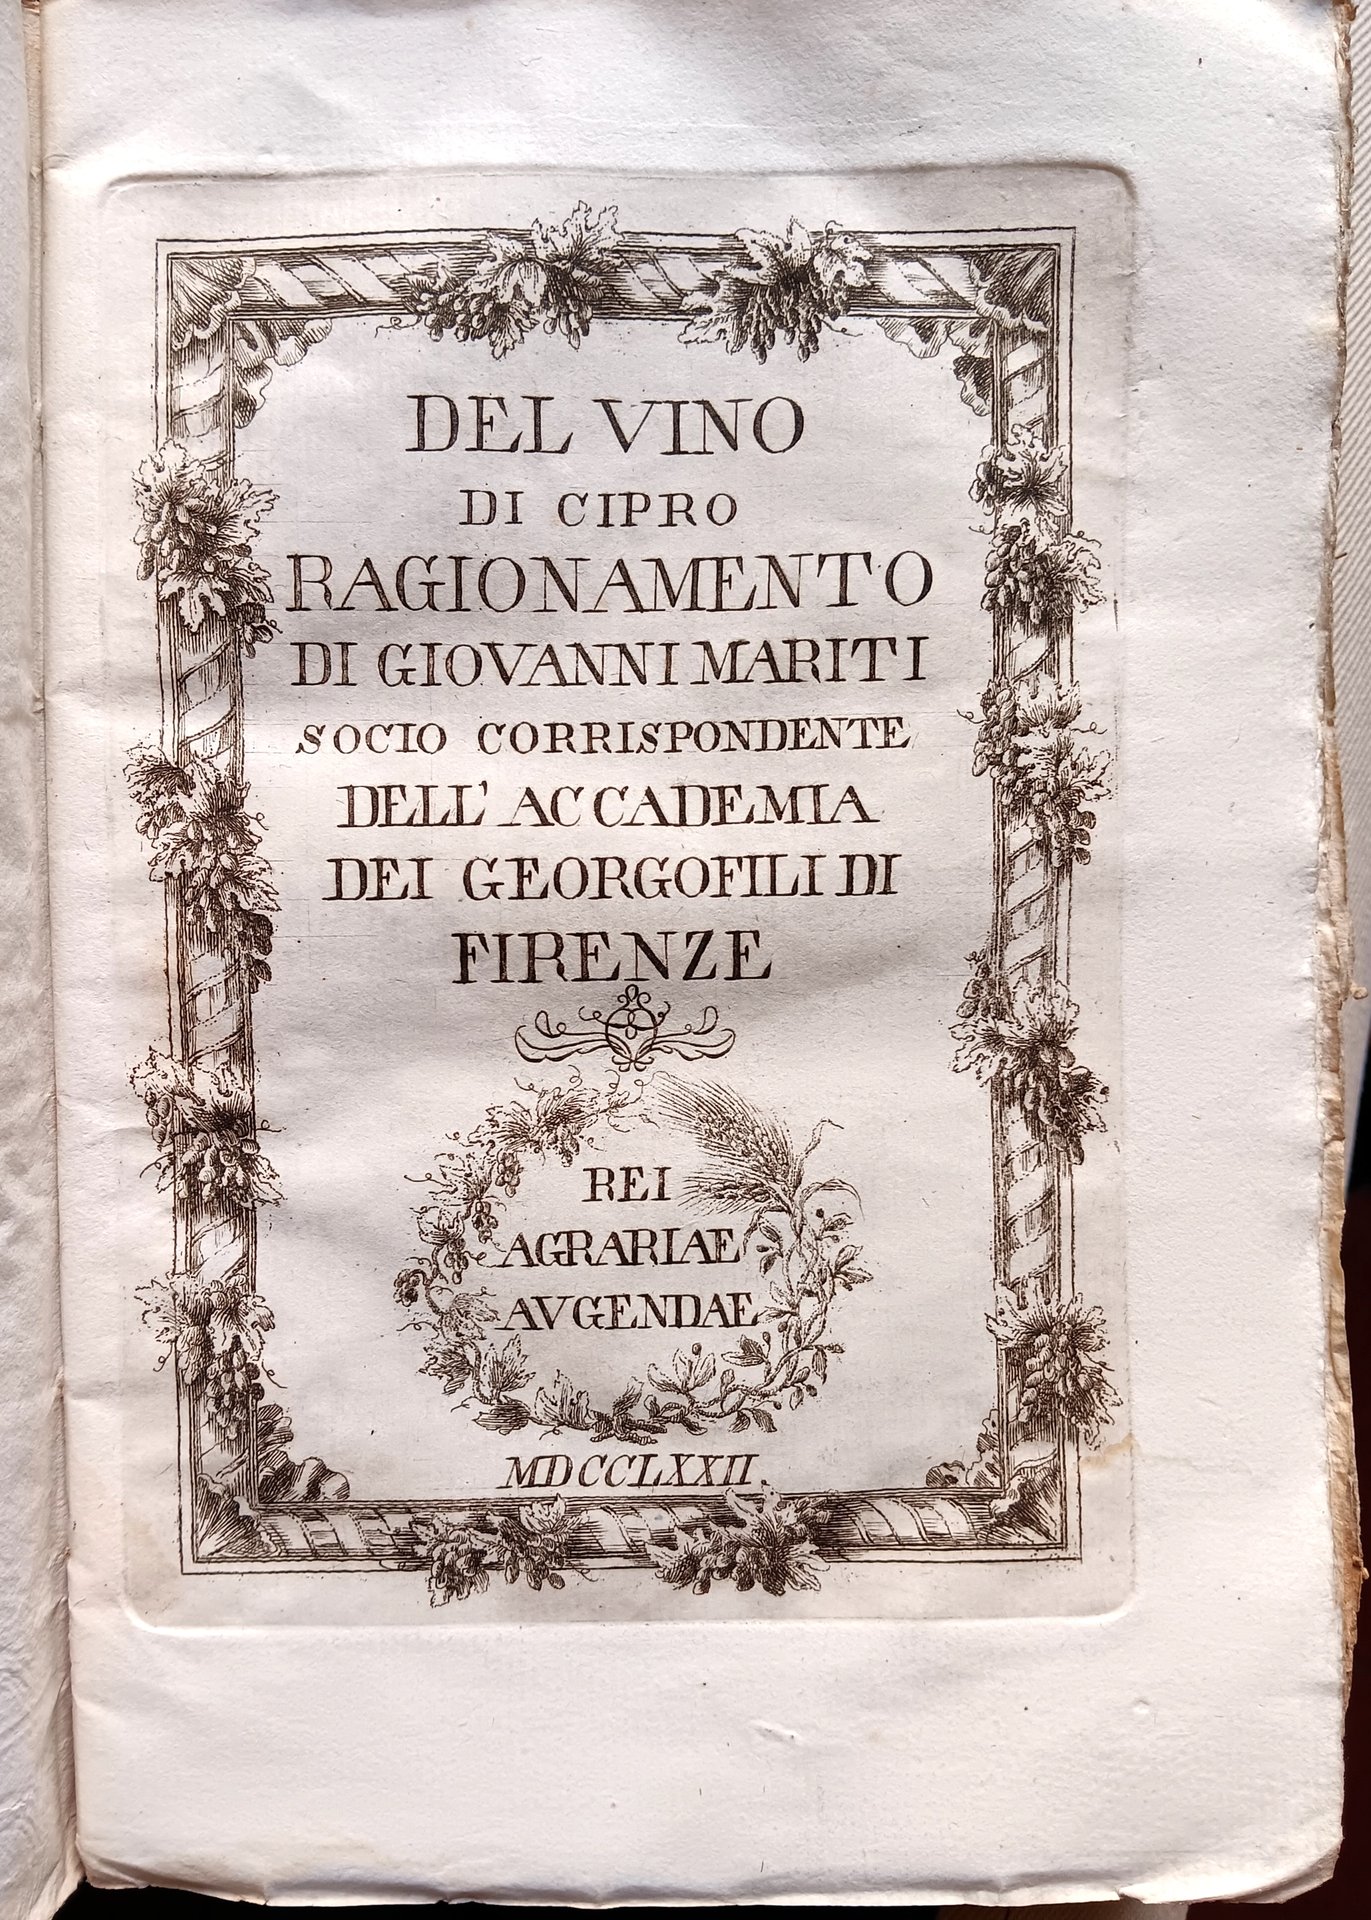 DEL VINO
DI CIPRO
RAGIONAMENTO
DI GIOVANNI MARITI
SOCIO CORRISPONDENTE
DELL' ACCADEMIA
DEI GEORGOFILI DI
FIRENZE
REI
AGRARIAE
AVGENDAE
MDCCLXXII.